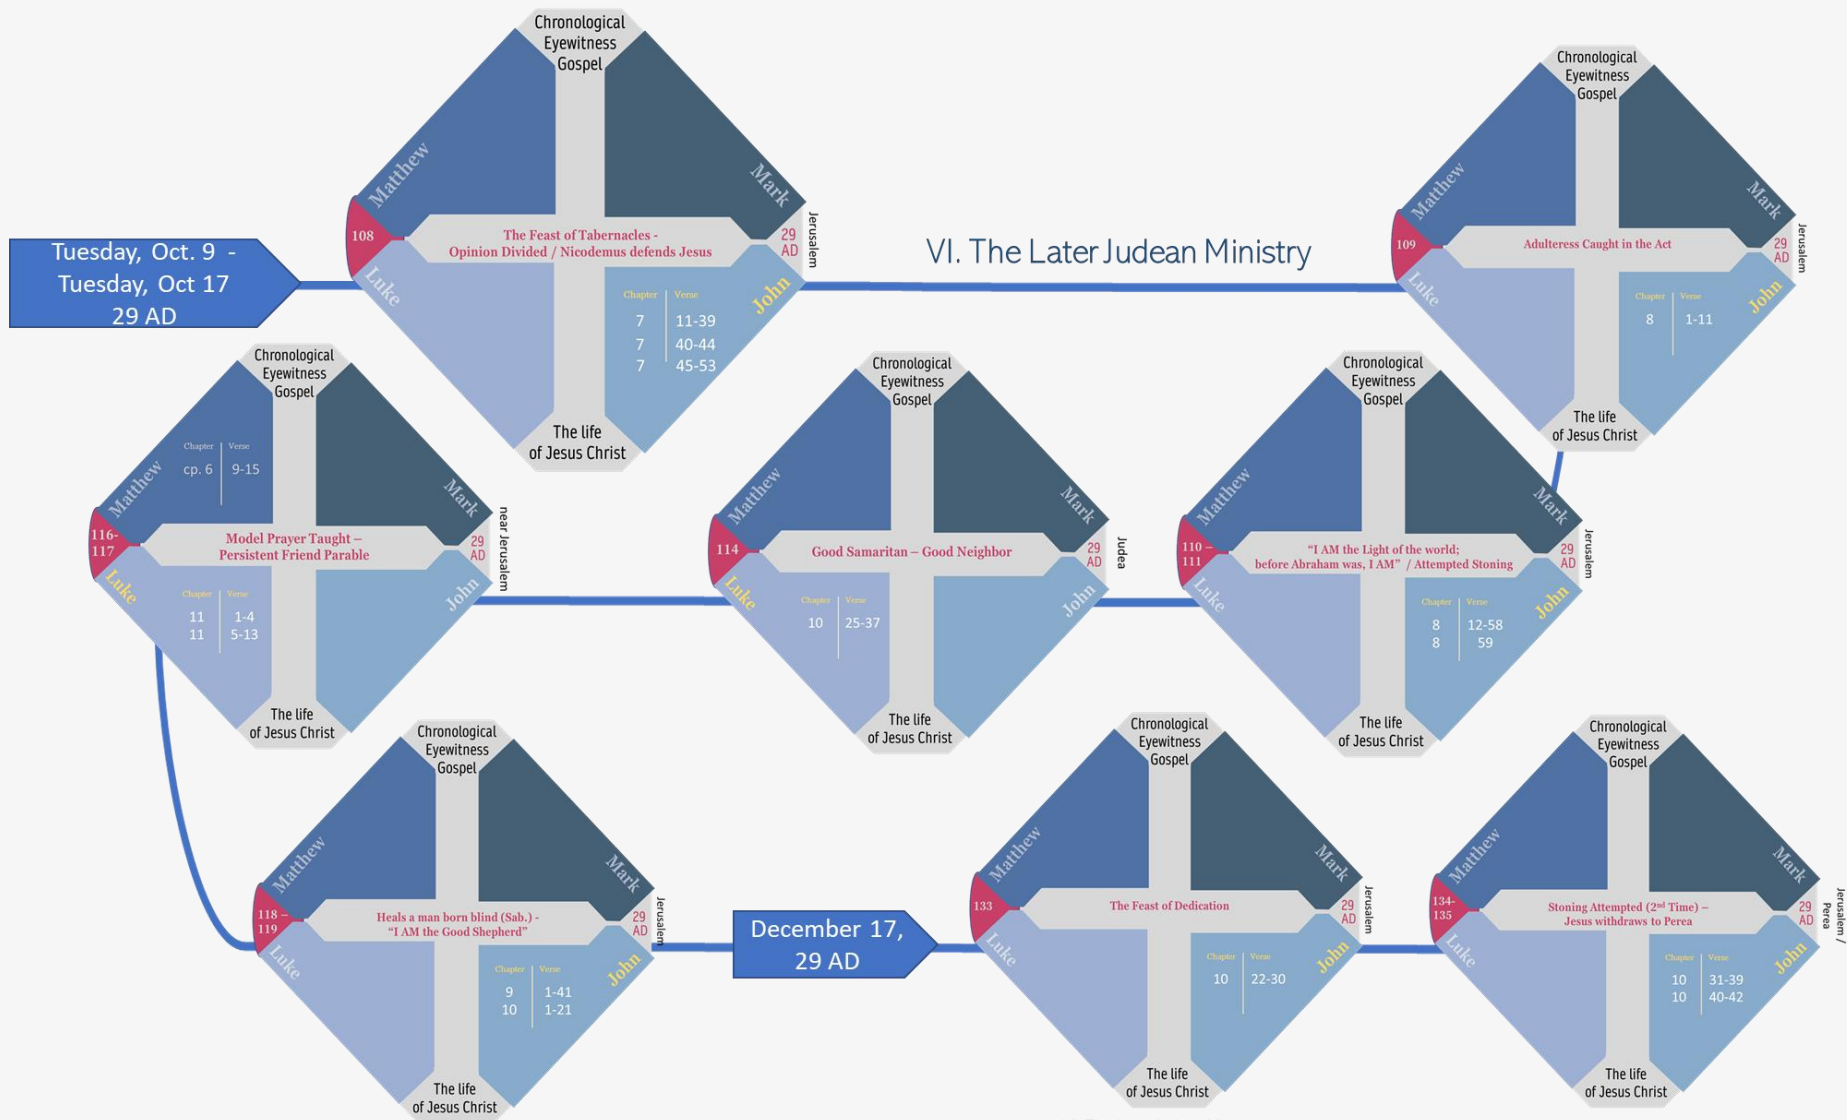 Tuesday, Oct. 9 -
Tuesday, Oct 17
29 AD
Chronological
Eyewitness
Gospel
Matthew
Mark
108
The Feast of Tabernacles -
Opinion Divided / Nicodemus defends Jesus
29
AD
Jerusalem
Luke
John
Chapter Verse
7 11-39
7 40-44
7 45-53
The life
of Jesus Christ
VI. The Later Judean Ministry
Chronological
Eyewitness
Gospel
Matthew
Mark
109
Adulteress Caught in the Act
29
AD
Jerusalem
Luke
John
Chapter Verse
8 1-11
The life
of Jesus Christ
Chronological
Eyewitness
Gospel
Matthew
Chapter Verse
cp. 6 9-15
Mark
116-
117
Model Prayer Taught –
Persistent Friend Parable
29
AD
near Jerusalem
Luke
John
Chapter Verse
11 1-4
11 5-13
The life
of Jesus Christ
Chronological
Eyewitness
Gospel
Matthew
Mark
114
Good Samaritan – Good Neighbor
29
AD
Judea
Luke
John
Chapter Verse
10 25-37
The life
of Jesus Christ
Chronological
Eyewitness
Gospel
Matthew
Mark
110 –
111
“I AM the Light of the world;
before Abraham was, I AM” / Attempted Stoning
29
AD
Jerusalem
Luke
John
Chapter Verse
8 12-58
8 59
The life
of Jesus Christ
Chronological
Eyewitness
Gospel
Matthew
Mark
118 –
119
Heals a man born blind (Sab.) -
“I AM the Good Shepherd”
29
AD
Jerusalem
Luke
John
Chapter Verse
9 1-41
10 1-21
The life
of Jesus Christ
December 17,
29 AD
Chronological
Eyewitness
Gospel
Matthew
Mark
133
The Feast of Dedication
29
AD
Jerusalem
Luke
John
Chapter Verse
10 22-30
The life
of Jesus Christ
Chronological
Eyewitness
Gospel
Matthew
Mark
134-
135
Stoning Attempted (2nd Time) –
Jesus withdraws to Perea
29
AD
Jerusalem /
Perea
Luke
John
Chapter Verse
10 31-39
10 40-42
The life
of Jesus Christ